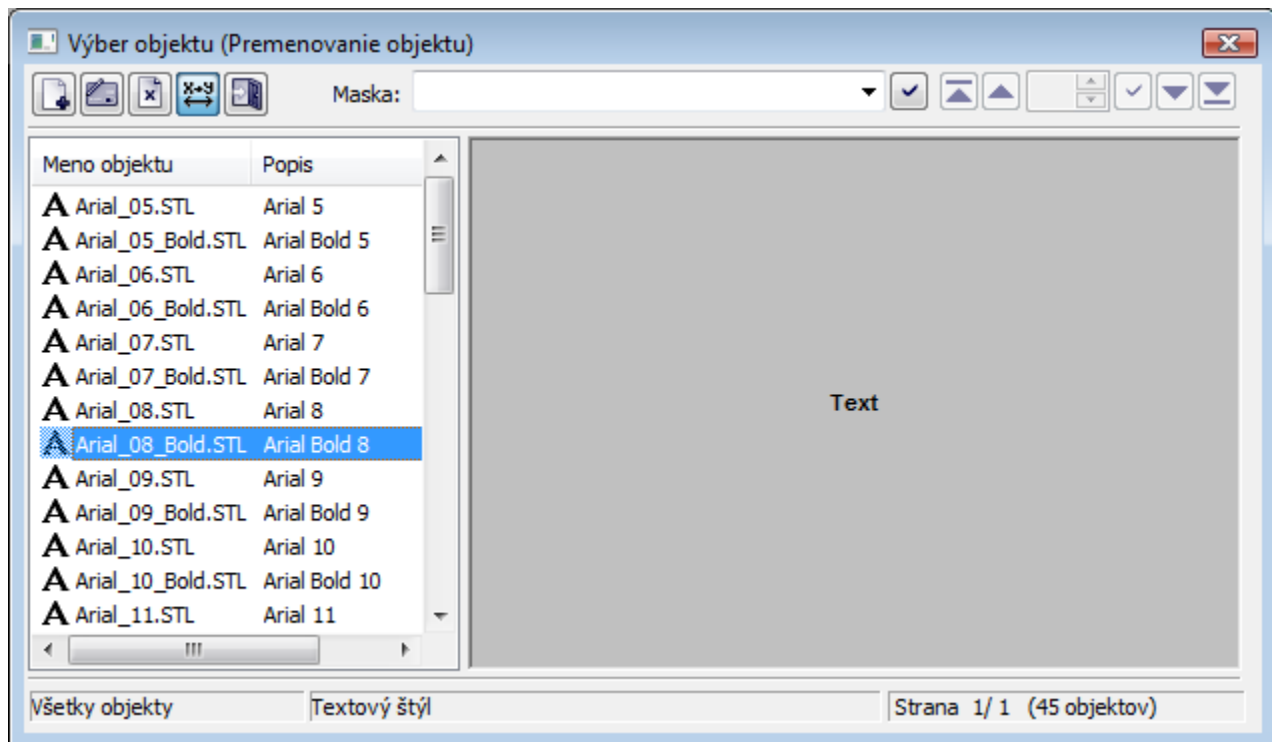 Výber objektu (Premenovanie objektu)
X→y Maska:
Meno objektu Popis
A Arial_05.STL Arial 5
A Arial_05_Bold.STL Arial Bold 5
A Arial_06.STL Arial 6
A Arial_06_Bold.STL Arial Bold 6
A Arial_07.STL Arial 7
A Arial_07_Bold.STL Arial Bold 7
A Arial_08.STL Arial 8
A Arial_08_Bold.STL Arial Bold 8
A Arial_09.STL Arial 9
A Arial_09_Bold.STL Arial Bold 9
A Arial_10.STL Arial 10
A Arial_10_Bold.STL Arial Bold 10
A Arial_11.STL Arial 11
Text
Všetky objekty Textový štýl Strana 1/ 1 (45 objektov)